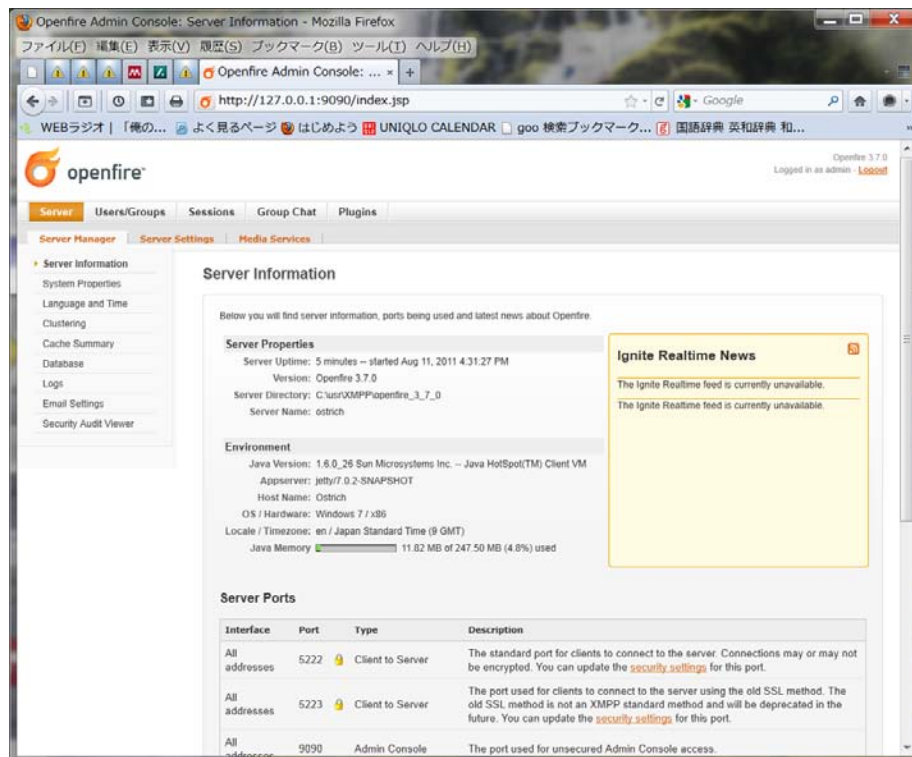 Openfire Admin Console: Server Information - Mozilla Firefox
ファイル(F) 編集(E) 表示(V) 履歴(S) ブックマーク(B) ツール(T) ヘルプ(H)
Openfire Admin Console: ... × +
http://127.0.0.1:9090/index.jsp
Google
WEBラジオ | 「俺の... よく見るページ はじめよう UNIQLO CALENDAR goo 検索ブックマーク... 国語辞典 英和辞典 和...
openfire
Openfire 3.7.0
Logged in as admin - Logout
Server Users/Groups Sessions Group Chat Plugins
Server Manager Server Settings Media Services
Server Information
System Properties
Language and Time
Clustering
Cache Summary
Database
Logs
Email Settings
Security Audit Viewer
Server Information
Below you will find server information, ports being used and latest news about Openfire.
Server Properties
Server Uptime: 5 minutes -- started Aug 11, 2011 4:31:27 PM
Version: Openfire 3.7.0
Server Directory: C:\usr\XMPP\openfire_3_7_0
Server Name: ostrich
Environment
Java Version: 1.6.0_26 Sun Microsystems Inc. -- Java HotSpot(TM) Client VM
Appserver: jetty/7.0.2-SNAPSHOT
Host Name: Ostrich
OS / Hardware: Windows 7 / x86
Locale / Timezone: en / Japan Standard Time (9 GMT)
Java Memory 11.82 MB of 247.50 MB (4.8%) used
Ignite Realtime News
The Ignite Realtime feed is currently unavailable.
The Ignite Realtime feed is currently unavailable.
Server Ports
Interface Port Type Description
All addresses 5222 Client to Server The standard port for clients to connect to the server. Connections may or may not
be encrypted. You can update the security settings for this port.
All addresses 5223 Client to Server The port used for clients to connect to the server using the old SSL method. The
old SSL method is not an XMPP standard method and will be deprecated in the
future. You can update the security settings for this port.
All addresses 9090 Admin Console The port used for unsecured Admin Console access.